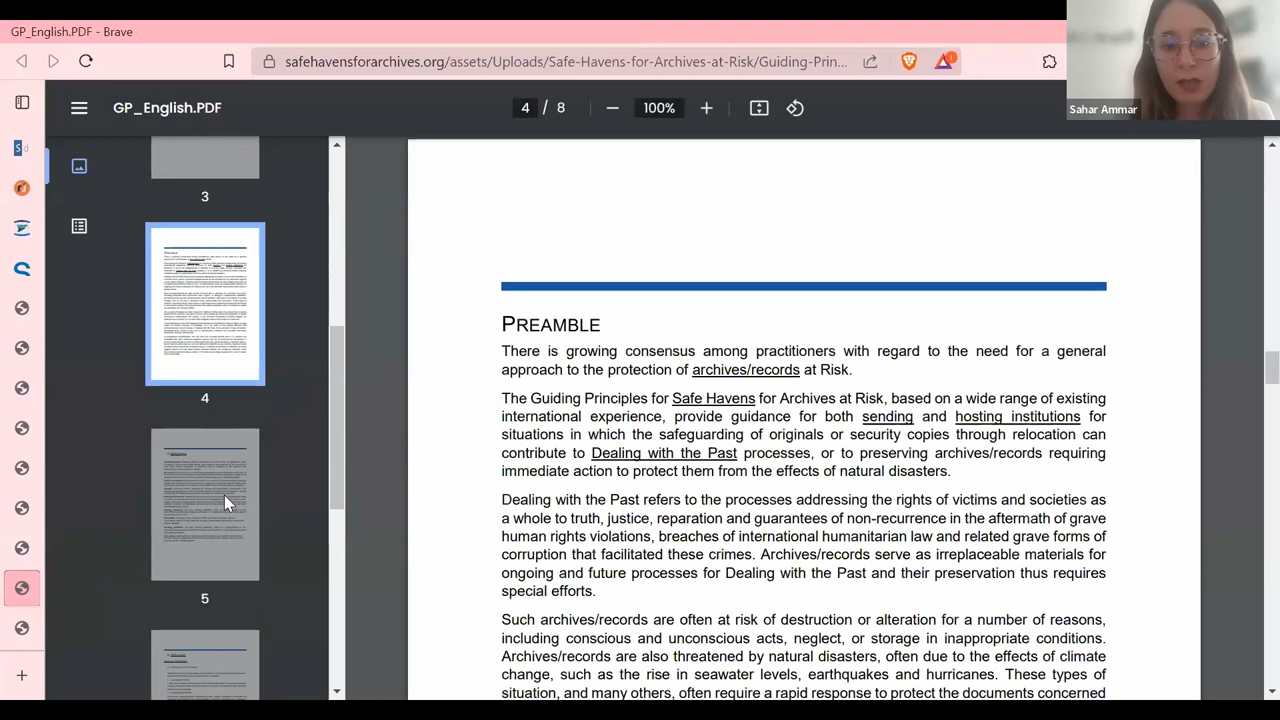 GP_English.PDF - Brave
safehavensforarchives.org/assets/Uploads/Safe-Havens-for-Archives-at-Risk/Guiding-Prin...
1
Sahar Ammar
GP_English.PDF
4 / 8
100%
3
4
5
PREAMBLE
There is growing consensus among practitioners with regard to the need for a general
approach to the protection of archives/records at Risk.
The Guiding Principles for Safe Havens for Archives at Risk, based on a wide range of existing
international experience, provide guidance for both sending and hosting institutions for
situations in which the safeguarding of originals or security copies through relocation can
contribute to Dealing with the Past processes, or to preserving archives/records requiring
immediate action to protect them from the effects of natural disasters.
Dealing with the Past refers to the processes addressing the rights of victims and societies as
a whole to truth, justice, reparation and guarantees of non-recurrence in the aftermath of grave
human rights violations, breaches of international humanitarian law and related grave forms of
corruption that facilitated these crimes. Archives/records serve as irreplaceable materials for
ongoing and future processes for Dealing with the Past and their preservation thus requires
special efforts.
Such archives/records are often at risk of destruction or alteration for a number of reasons,
including conscious and unconscious acts, neglect, or storage in inappropriate conditions.
Archives/records are also threatened by natural disasters, often due to the effects of climate
change, such as the rise in seawater levels, earthquakes and hurricanes. These types of
situation, and many others, often require a rapid response to protect the documents concerned